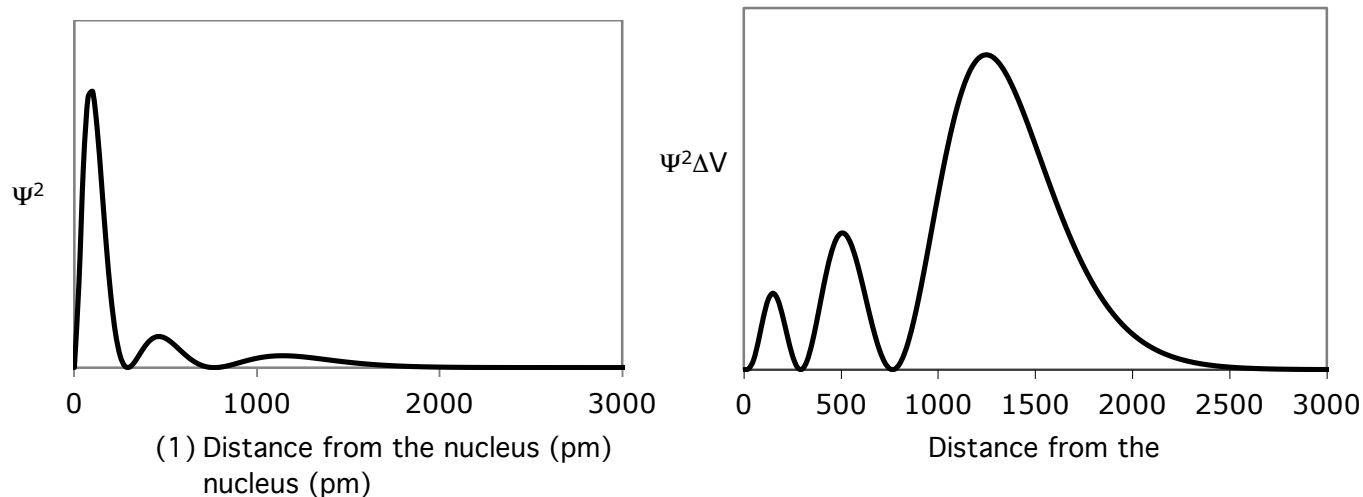 Ψ²
0 1000 2000 3000
(1) Distance from the nucleus (pm)
nucleus (pm)
Ψ²ΔV
0 500 1000 1500 2000 2500 3000
Distance from the